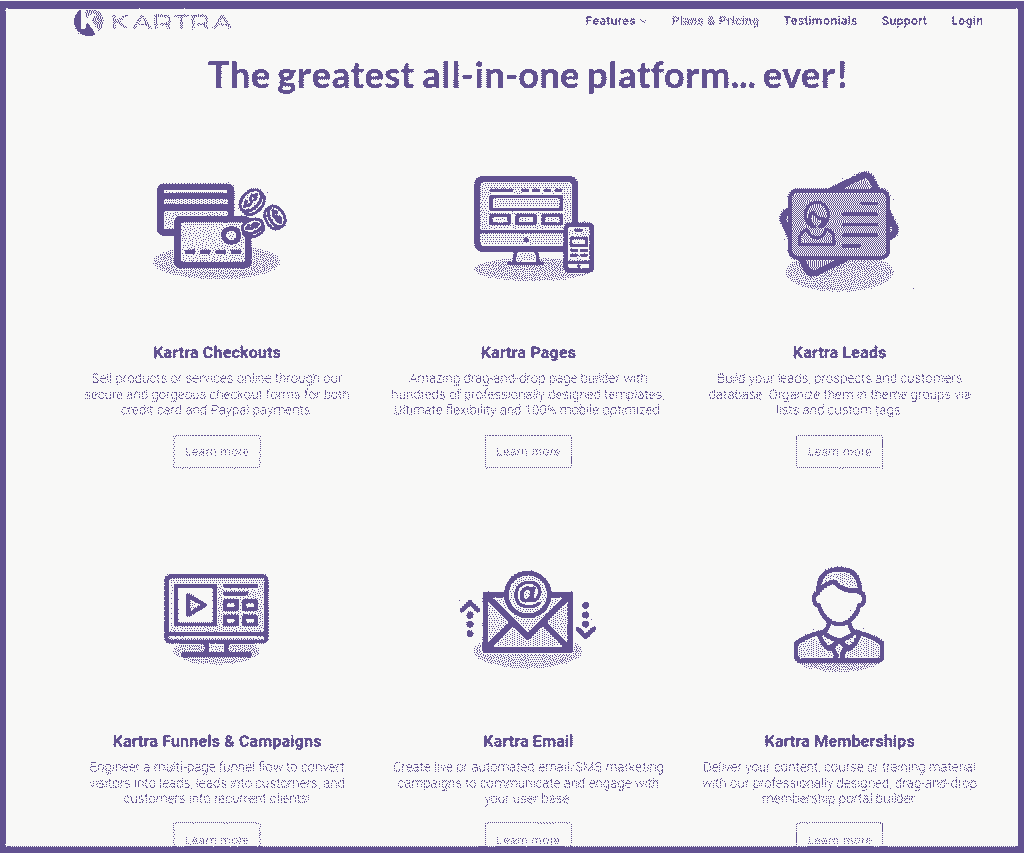 KARTRA
Features
Plans & Pricing
Testimonials
Support
Login
The greatest all-in-one platform... ever!
Kartra Checkouts
Sell products or services online through our
secure and gorgeous checkout forms for both
credit card and Paypal payments
Learn more
Kartra Pages
Amazing drag-and-drop page builder with
hundreds of professionally designed templates.
Ultimate flexibility and 100% mobile optimized
Learn more
Kartra Leads
Build your leads, prospects and customers
database. Organize them in theme groups via
lists and custom tags
Learn more
Kartra Funnels & Campaigns
Engineer a multi-page funnel flow to convert
visitors into leads, leads into customers, and
customers into recurrent clients!
Learn more
Kartra Email
Create live or automated email/SMS marketing
campaigns to communicate and engage with
your user base
Learn more
Kartra Memberships
Deliver your content, course or training material
with our professionally designed, drag-and-drop
membership portal builder
Learn more